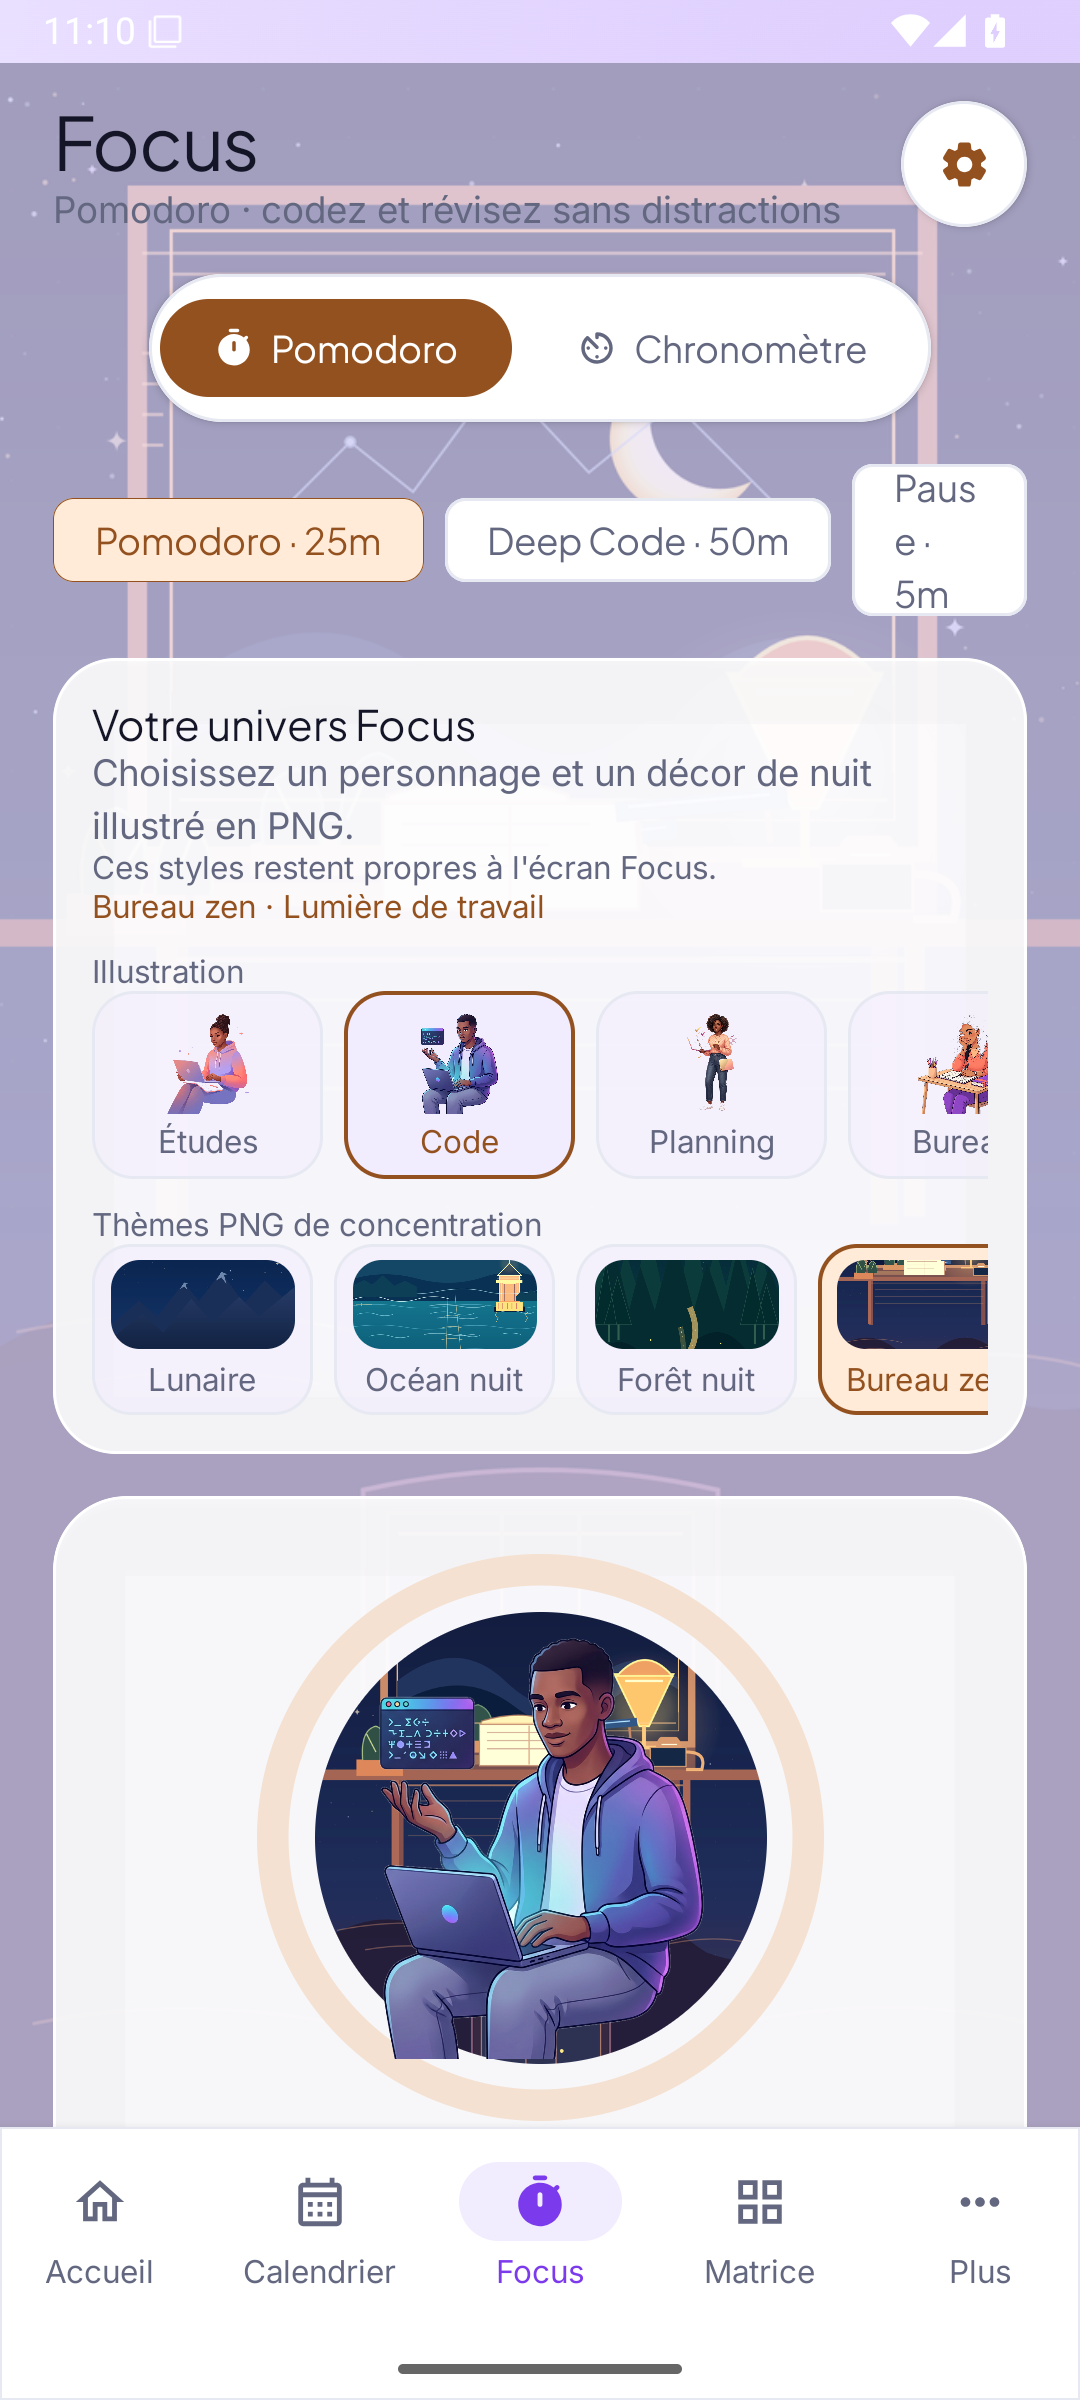 11:10
Focus
Pomodoro · codez et révisez sans distractions
Pomodoro
Chronomètre
Pomodoro · 25m
Deep Code · 50m
Paus
e ·
5m
Votre univers Focus
Choisissez un personnage et un décor de nuit
illustré en PNG.
Ces styles restent propres à l'écran Focus.
Bureau zen · Lumière de travail
Illustration
Études
Code
Planning
Burea
Thèmes PNG de concentration
Lunaire
Océan nuit
Forêt nuit
Bureau ze
Accueil
Calendrier
Focus
Matrice
Plus